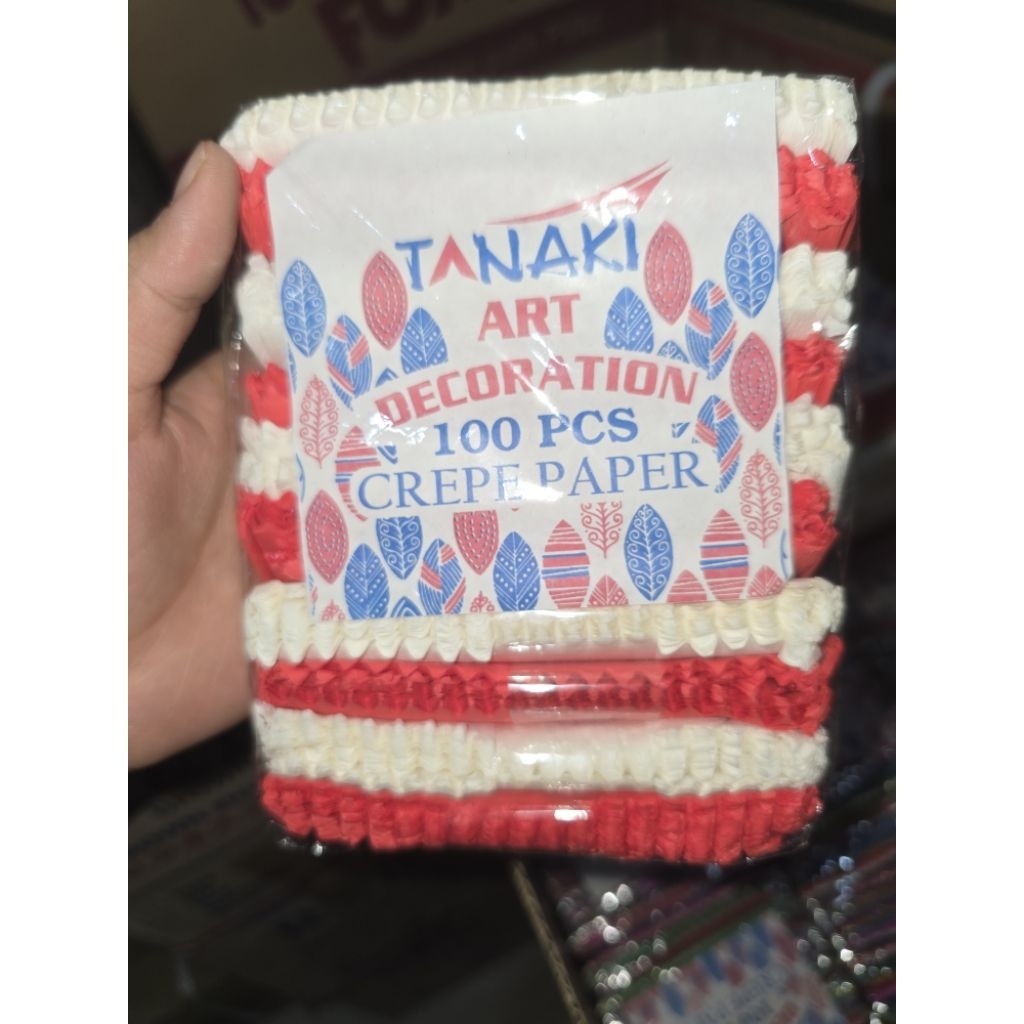 TANAKI
ART
DECORATION
100 PCS
CREPE PAPER